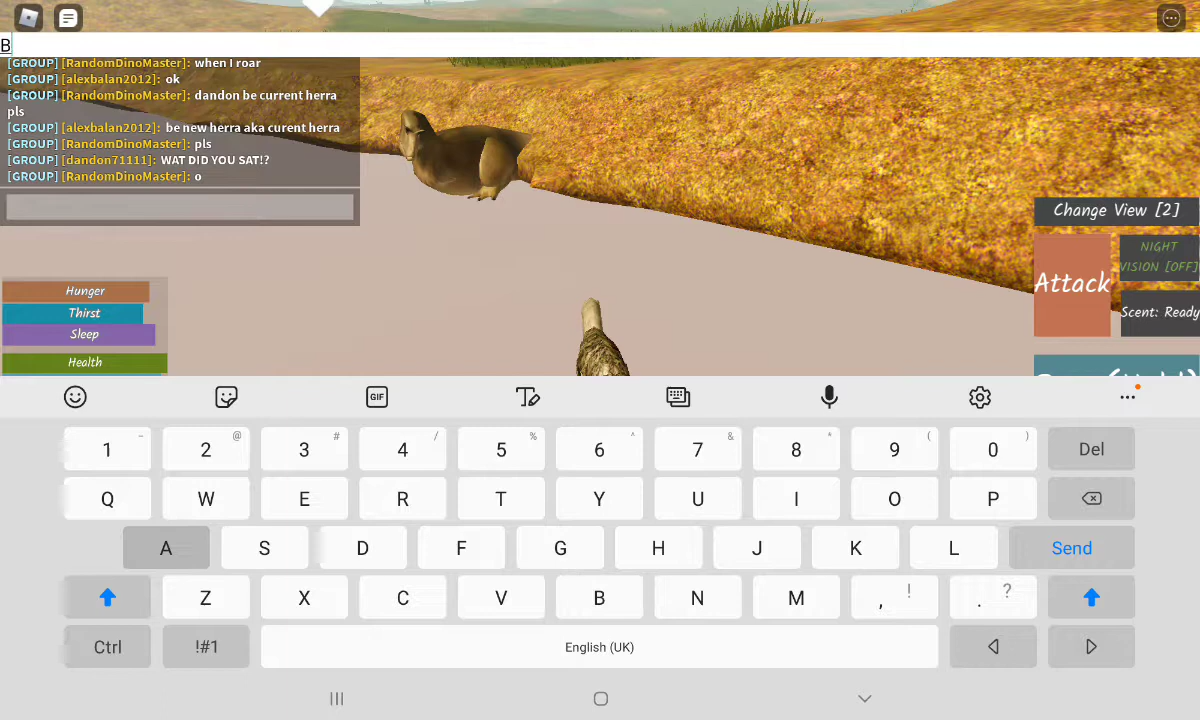 B
[GROUP] [RandomDinoMaster]: when I roar
[GROUP] [alexbalan2012]: ok
[GROUP] [RandomDinoMaster]: dandon be current herra
pls
[GROUP] [alexbalan2012]: be new herra aka curent herra
[GROUP] [RandomDinoMaster]: pls
[GROUP] [dandon71111]: WAT DID YOU SAT!?
[GROUP] [RandomDinoMaster]: o
Change View [2]
Attack
NIGHT
VISION [OFF]
Scent: Ready
Hunger
Thirst
Sleep
Health
GIF
1 ~ 2 @ 3 # 4 / 5 % 6 ^ 7 & 8 * 9 ( 0 ) Del
Q W E R T Y U I O P
A S D F G H J K L Send
Z X C V B N M , ! . ?
Ctrl !#1 English (UK)